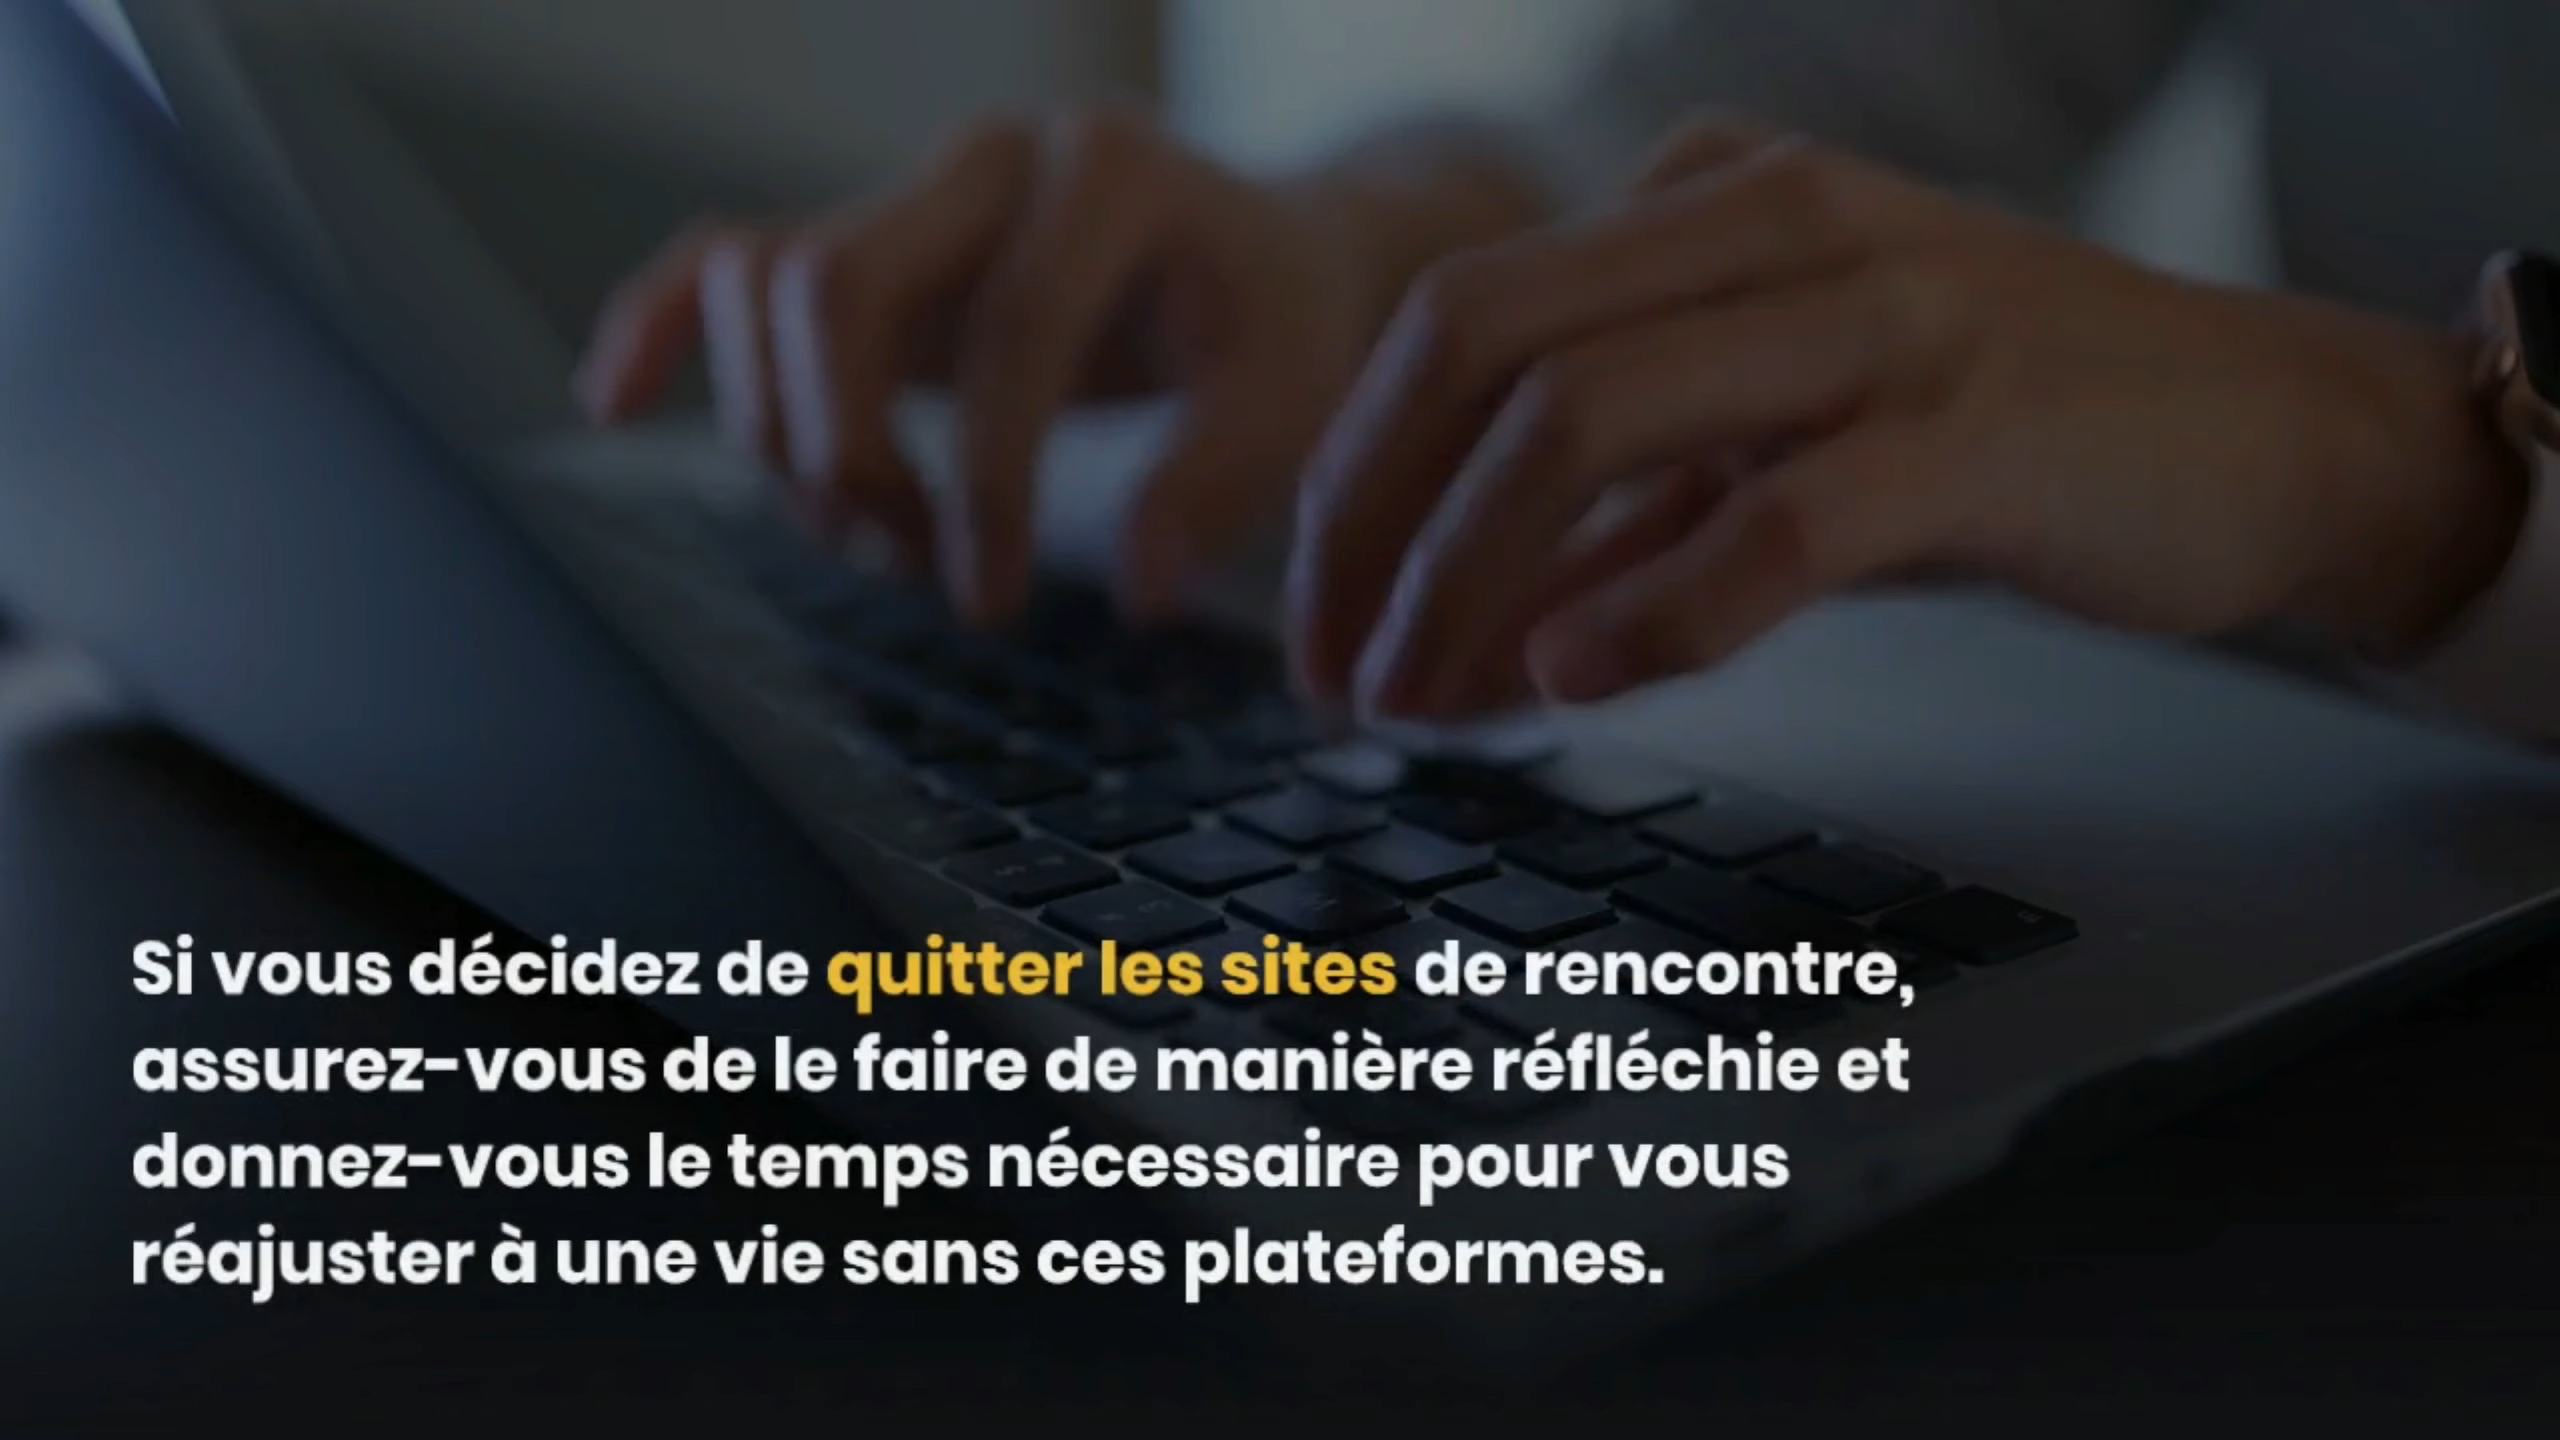 Si vous décidez de quitter les sites de rencontre,
assurez-vous de le faire de manière réfléchie et
donnez-vous le temps nécessaire pour vous
réajuster à une vie sans ces plateformes.